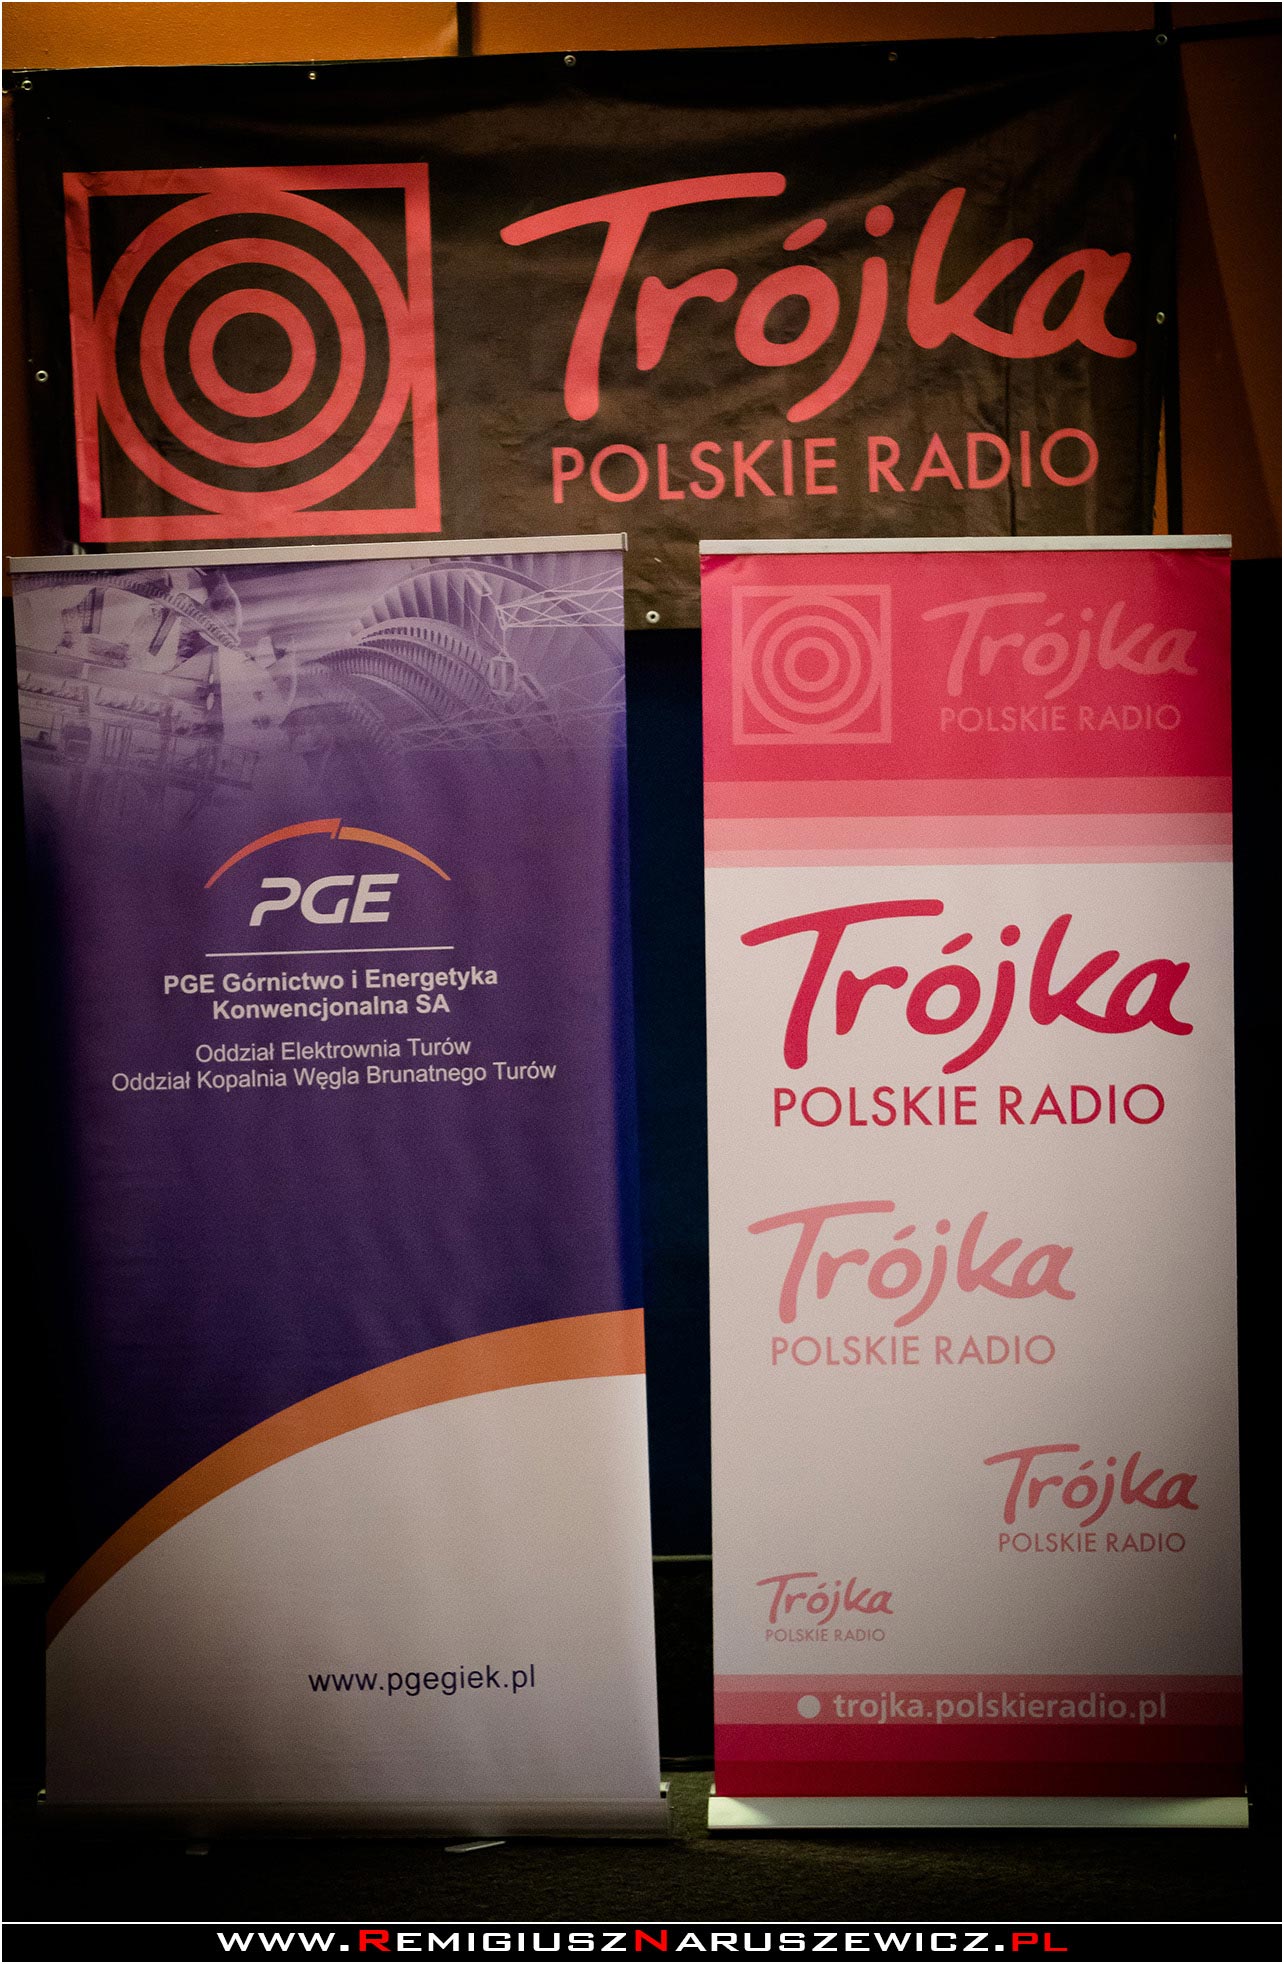 Trójka
POLSKIE RADIO
PGE
PGE Górnictwo i Energetyka
Konwencjonalna SA
Oddział Elektrownia Turów
Oddział Kopalnia Węgla Brunatnego Turów
www.pgegiek.pl
Trójka
POLSKIE RADIO
Trójka
POLSKIE RADIO
Trójka
POLSKIE RADIO
Trójka
POLSKIE RADIO
Trójka
POLSKIE RADIO
trojka.polskieradio.pl
www.RemigiuszNaruszewicz.pl